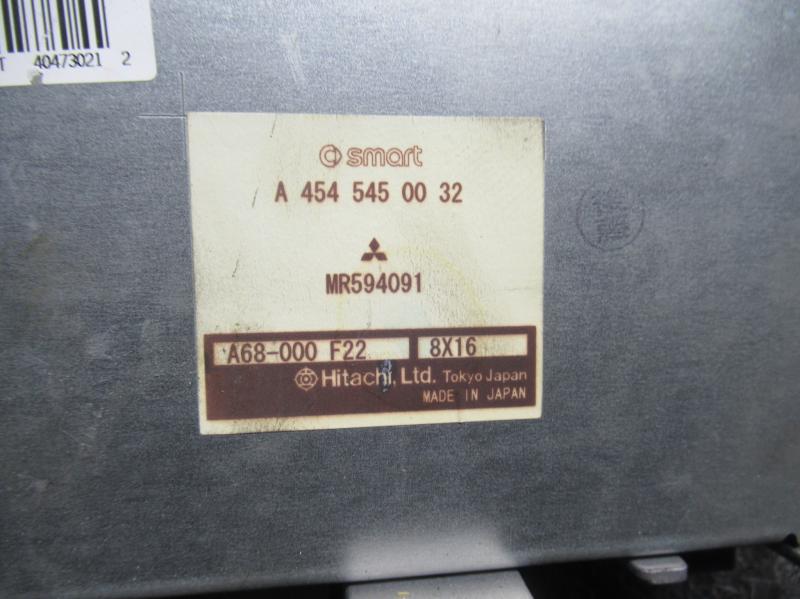 T 40473021 2
smart
A 454 545 00 32
MR594091
A68-000 F22 8X16
Hitachi, Ltd. Tokyo Japan
MADE IN JAPAN